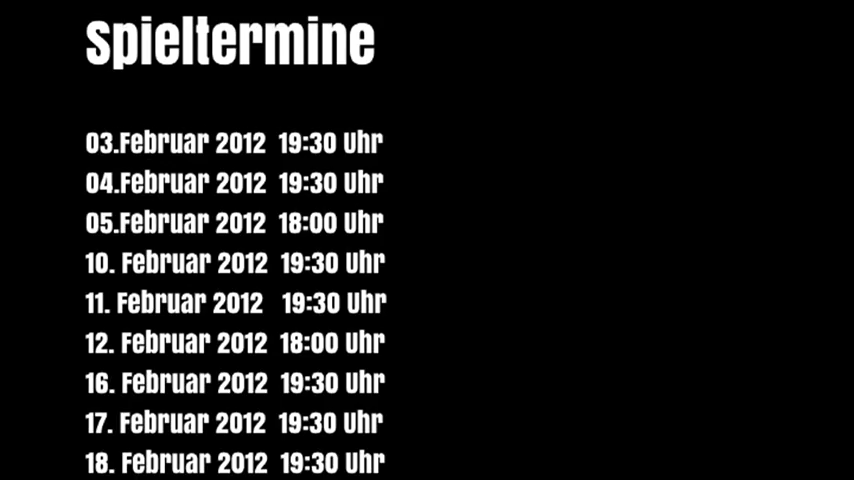 Spieltermine
03.Februar 2012 19:30 Uhr
04.Februar 2012 19:30 Uhr
05.Februar 2012 18:00 Uhr
10. Februar 2012 19:30 Uhr
11. Februar 2012 19:30 Uhr
12. Februar 2012 18:00 Uhr
16. Februar 2012 19:30 Uhr
17. Februar 2012 19:30 Uhr
18. Februar 2012 19:30 Uhr